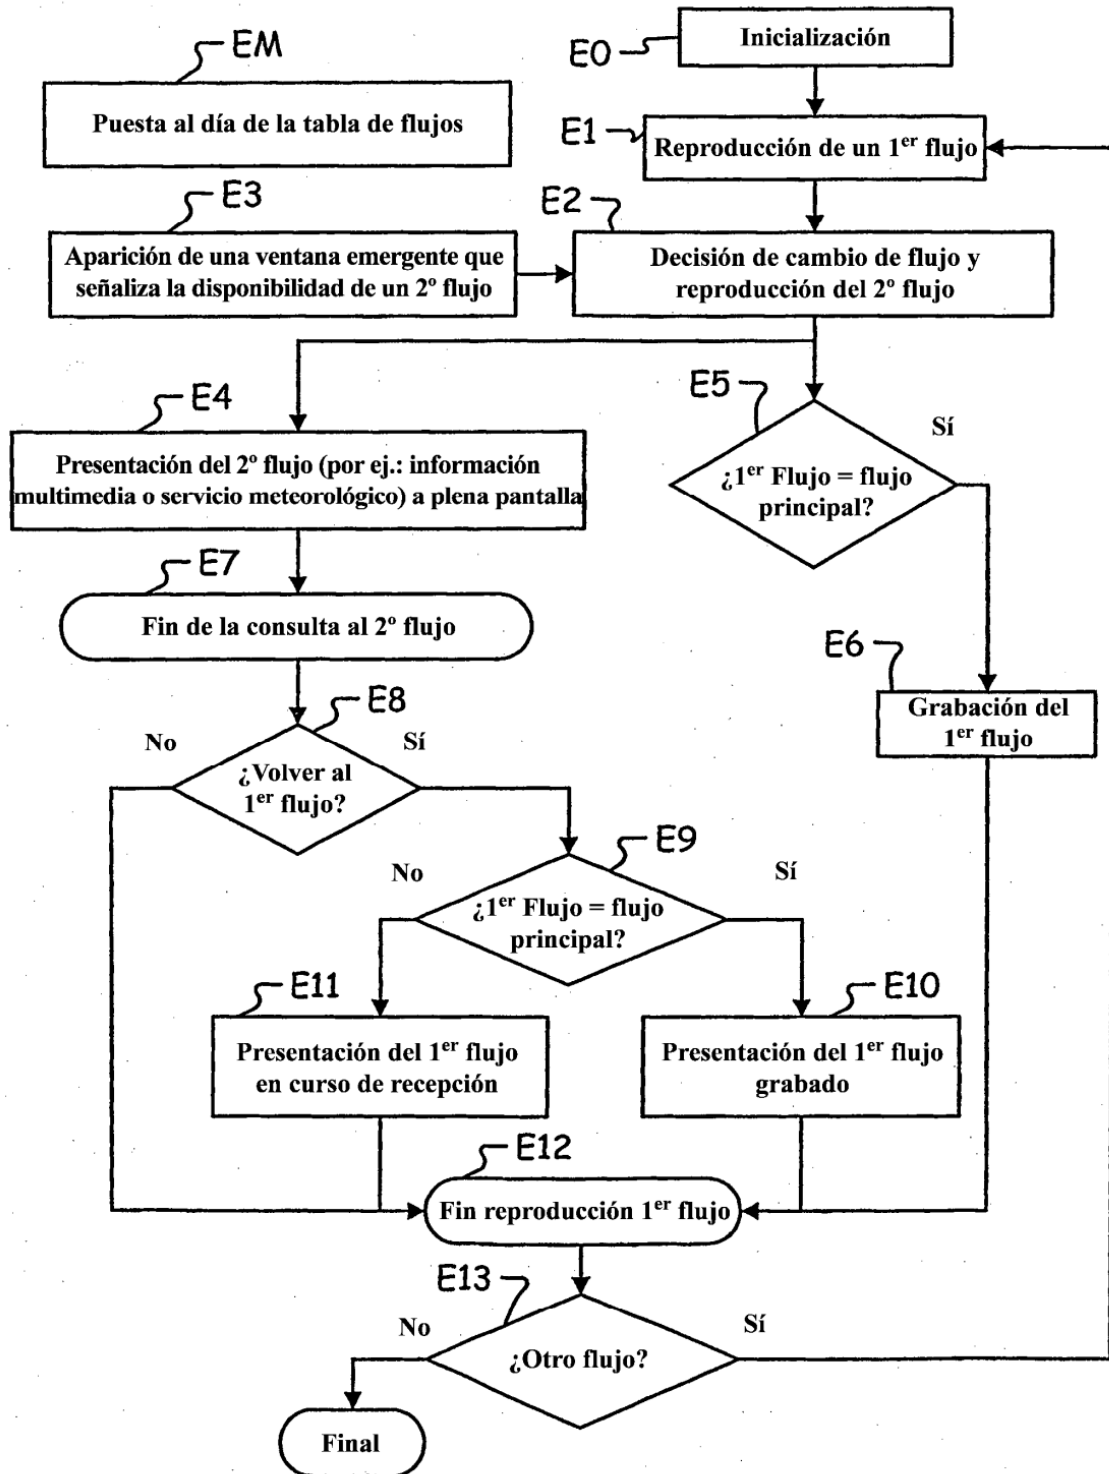 EM
E0
Inicialización
Puesta al día de la tabla de flujos
E1
Reproducción de un 1er flujo
E3
Aparición de una ventana emergente que
señaliza la disponibilidad de un 2º flujo
E2
Decisión de cambio de flujo y
reproducción del 2º flujo
E4
Presentación del 2º flujo (por ej.: información
multimedia o servicio meteorológico) a plena pantalla
E5
Sí
¿1er Flujo = flujo
principal?
E7
Fin de la consulta al 2º flujo
E6
Grabación del
1er flujo
E8
No
Sí
¿Volver al
1er flujo?
E9
No
Sí
¿1er Flujo = flujo
principal?
E11
Presentación del 1er flujo
en curso de recepción
E10
Presentación del 1er flujo
grabado
E12
Fin reproducción 1er flujo
E13
No
Sí
¿Otro flujo?
Final